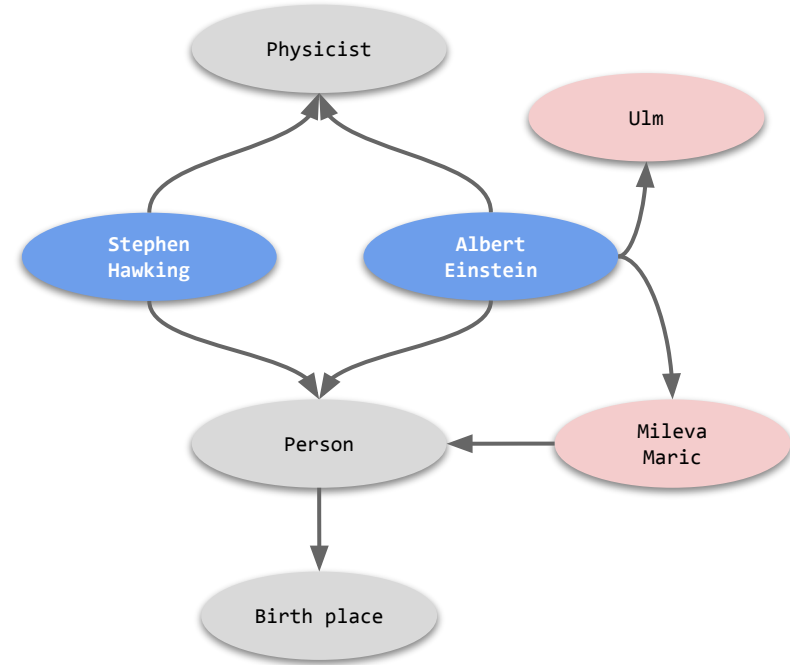 Physicist
Ulm
Stephen
Hawking
Albert
Einstein
Person
Mileva
Maric
Birth place